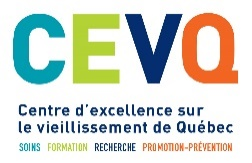 CEVQ
Centre d'excellence sur
le vieillissement de Québec
SOINS FORMATION RECHERCHE PROMOTION-PRÉVENTION